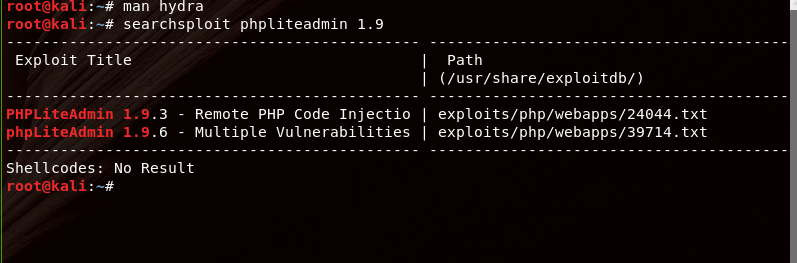 root@kali:~# man hydra
root@kali:~# searchsploit phpliteadmin 1.9
--------------------------------------------- ----------------------------------------
 Exploit Title                               |  Path
                                             | (/usr/share/exploitdb/)
--------------------------------------------- ----------------------------------------
PHPLiteAdmin 1.9.3 - Remote PHP Code Injectio | exploits/php/webapps/24044.txt
phpLiteAdmin 1.9.6 - Multiple Vulnerabilities | exploits/php/webapps/39714.txt
--------------------------------------------- ----------------------------------------
Shellcodes: No Result
root@kali:~#